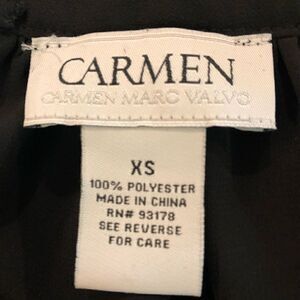 CARMEN
CARMEN MARC VALVO
XS
100% POLYESTER
MADE IN CHINA
RN# 93178
SEE REVERSE
FOR CARE